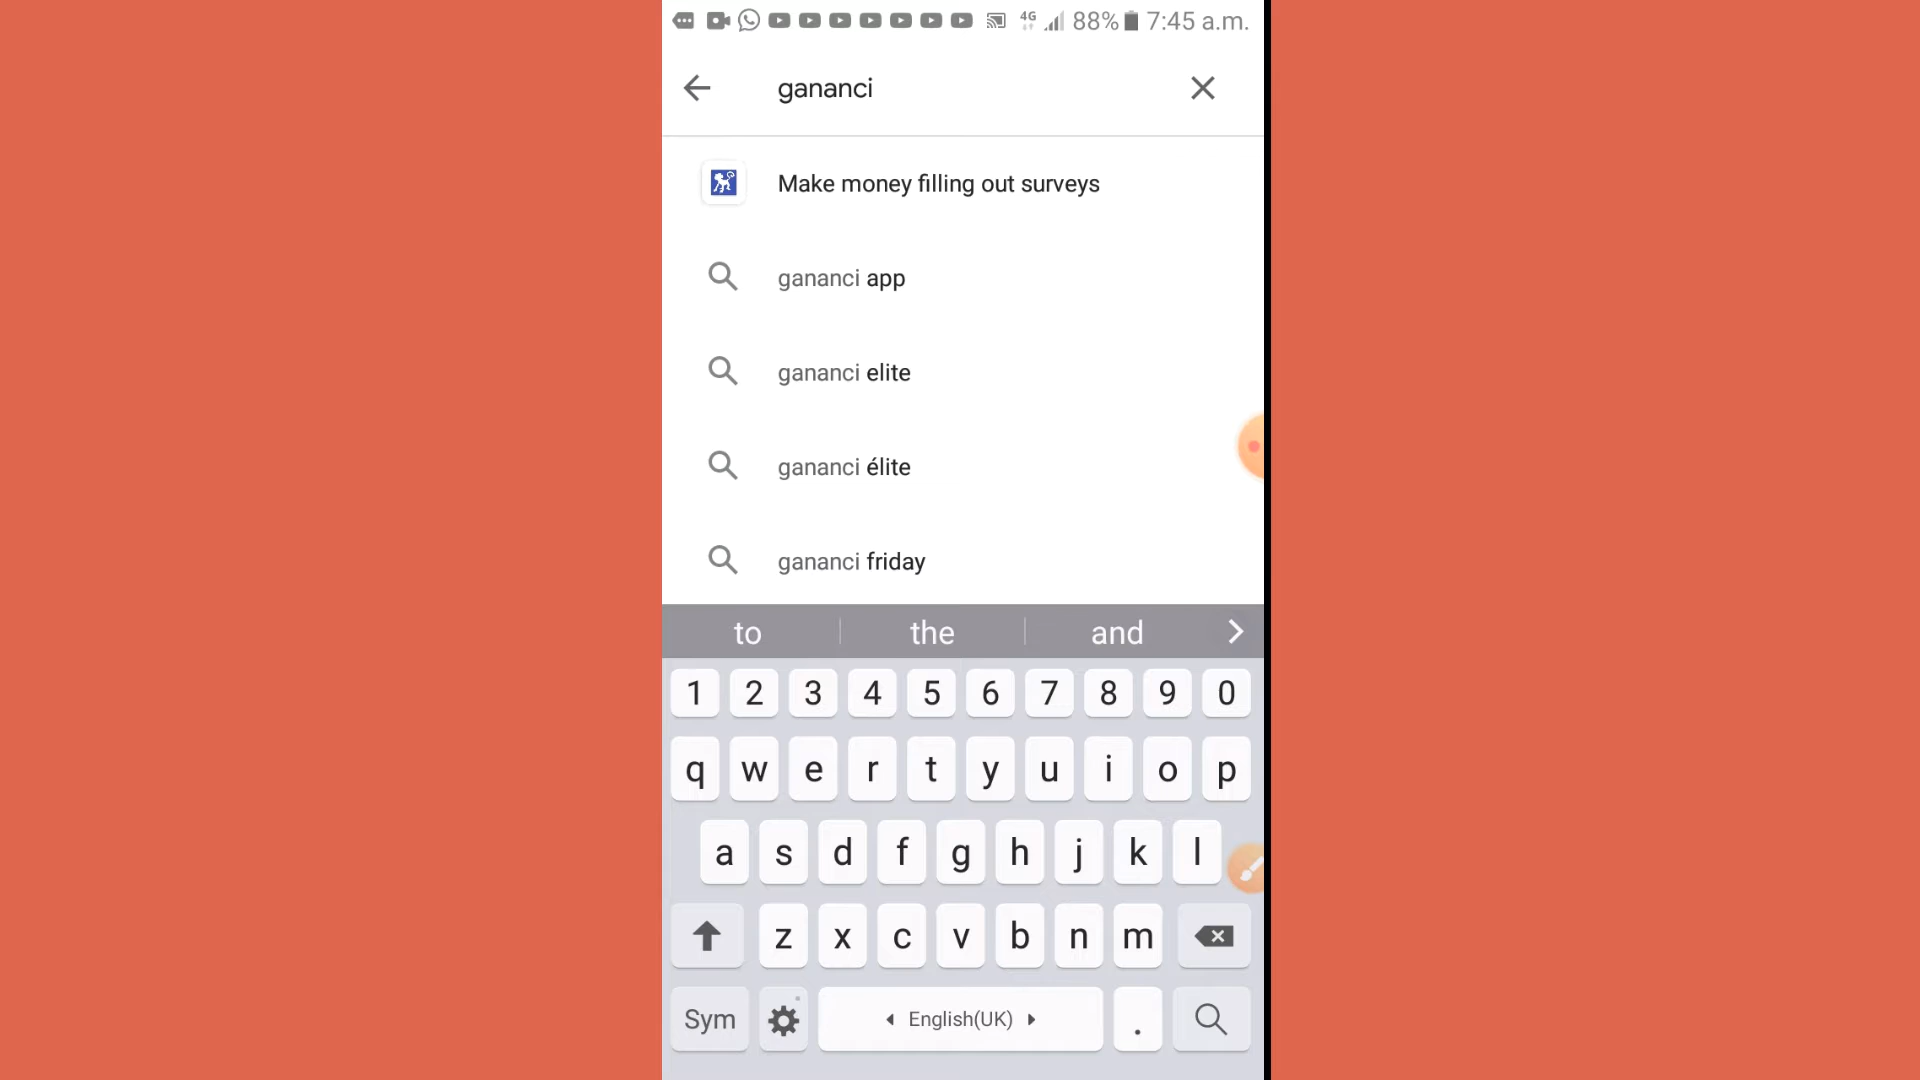 4G 88% 7:45 a.m.
gananci
Make money filling out surveys
gananci app
gananci elite
gananci élite
gananci friday
to the and
1 2 3 4 5 6 7 8 9 0
q w e r t y u i o p
a s d f g h j k l
z x c v b n m
Sym English(UK) .